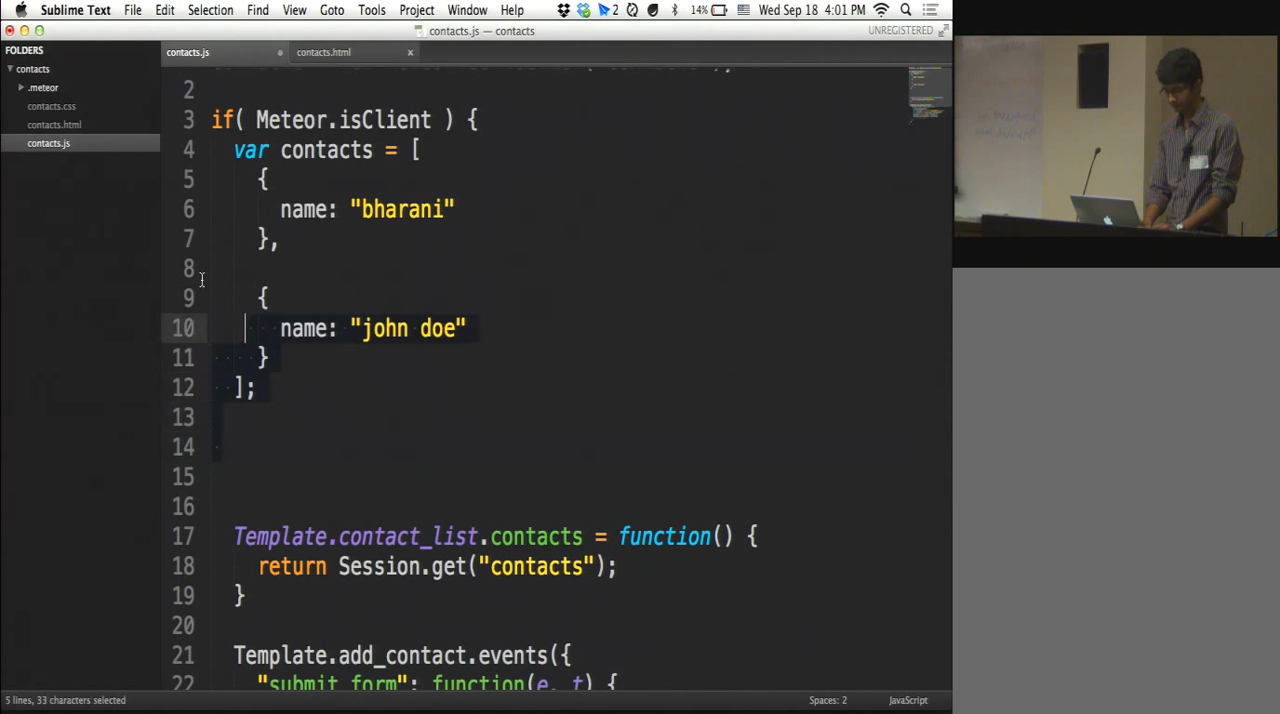 Sublime Text File Edit Selection Find View Goto Tools Project Window Help 2 14% Wed Sep 18 4:01 PM
contacts.js — contacts UNREGISTERED
FOLDERS
contacts
.meteor
contacts.css
contacts.html
contacts.js
contacts.js contacts.html
2
3 if( Meteor.isClient ) {
4 var contacts = [
5 {
6 name: "bharani"
7 },
8
9 {
10 name: "john doe"
11 }
12 ];
13
14
15
16
17 Template.contact_list.contacts = function() {
18 return Session.get("contacts");
19 }
20
21 Template.add_contact.events({
22 "submit form": function(e, t) {
5 lines, 33 characters selected Spaces: 2 JavaScript